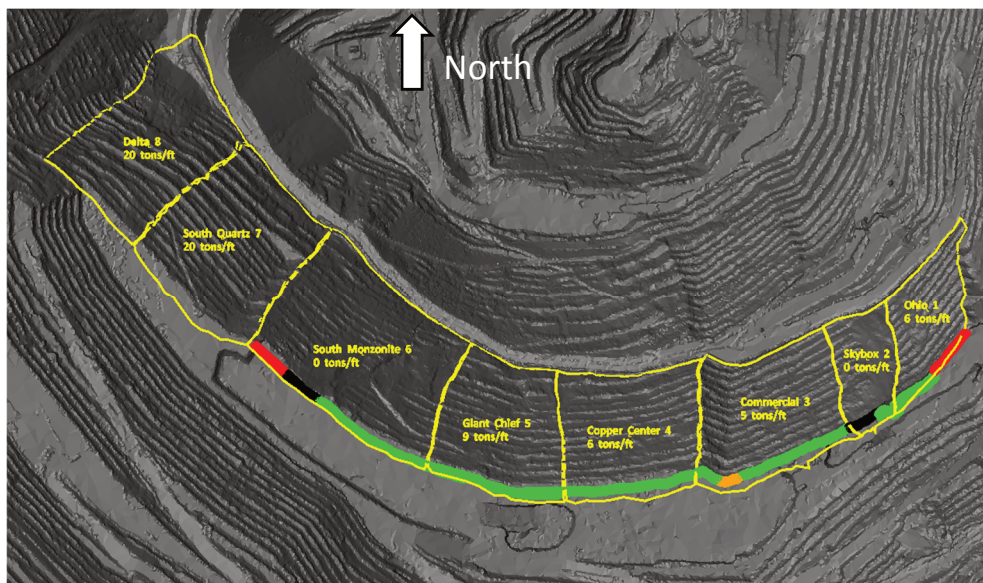 North
Delta 8
20 tons/ft
South Quartz 7
20 tons/ft
South Monzonite 6
0 tons/ft
Giant Chief 5
9 tons/ft
Copper Center 4
6 tons/ft
Commercial 3
5 tons/ft
Skybox 2
0 tons/ft
Ohio 1
6 tons/ft